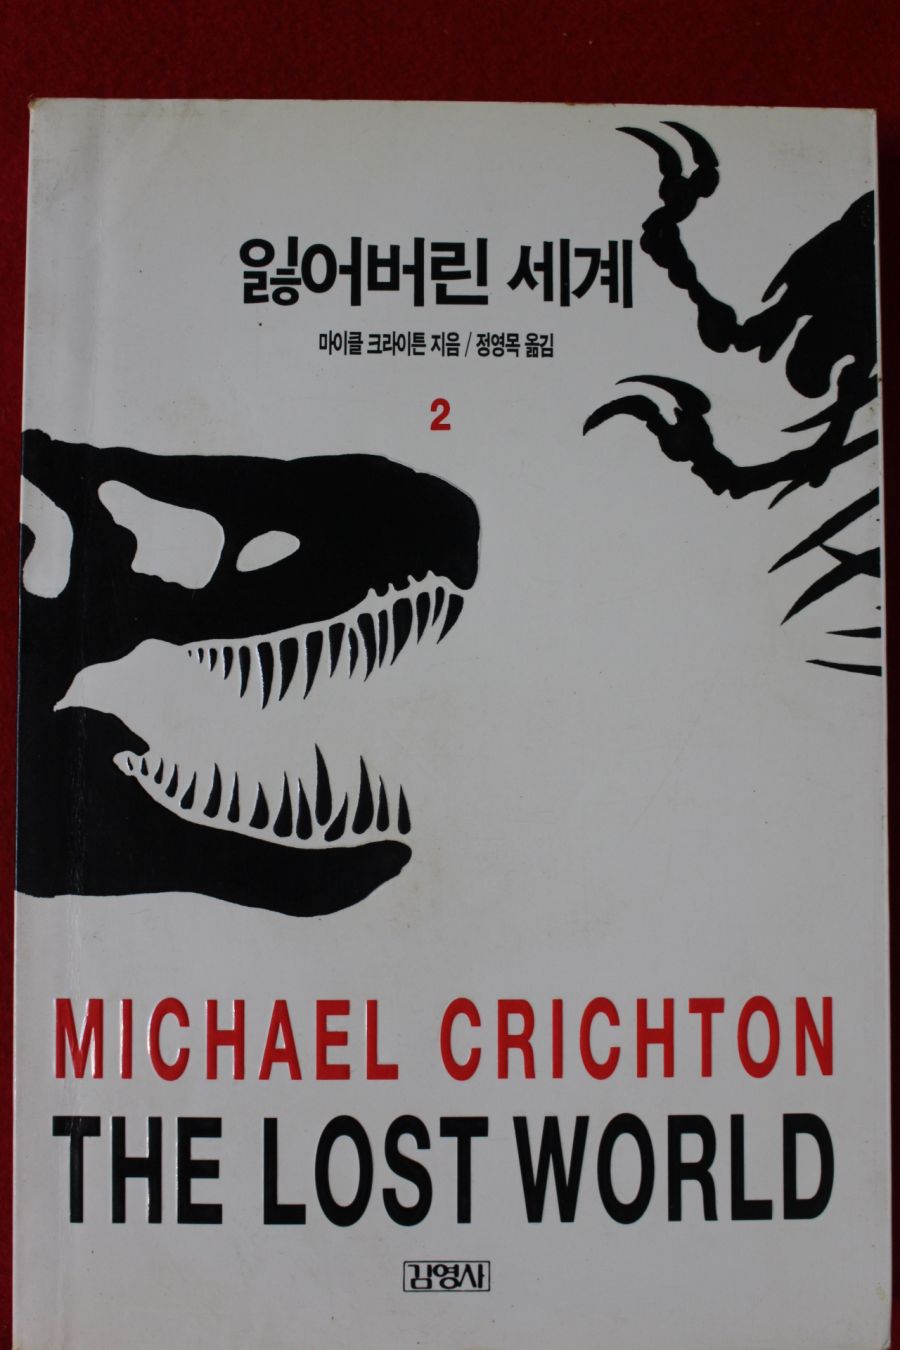 잃어버린 세계
마이클 크라이튼 지음 / 정영목 옮김
2
MICHAEL CRICHTON
THE LOST WORLD
김영사